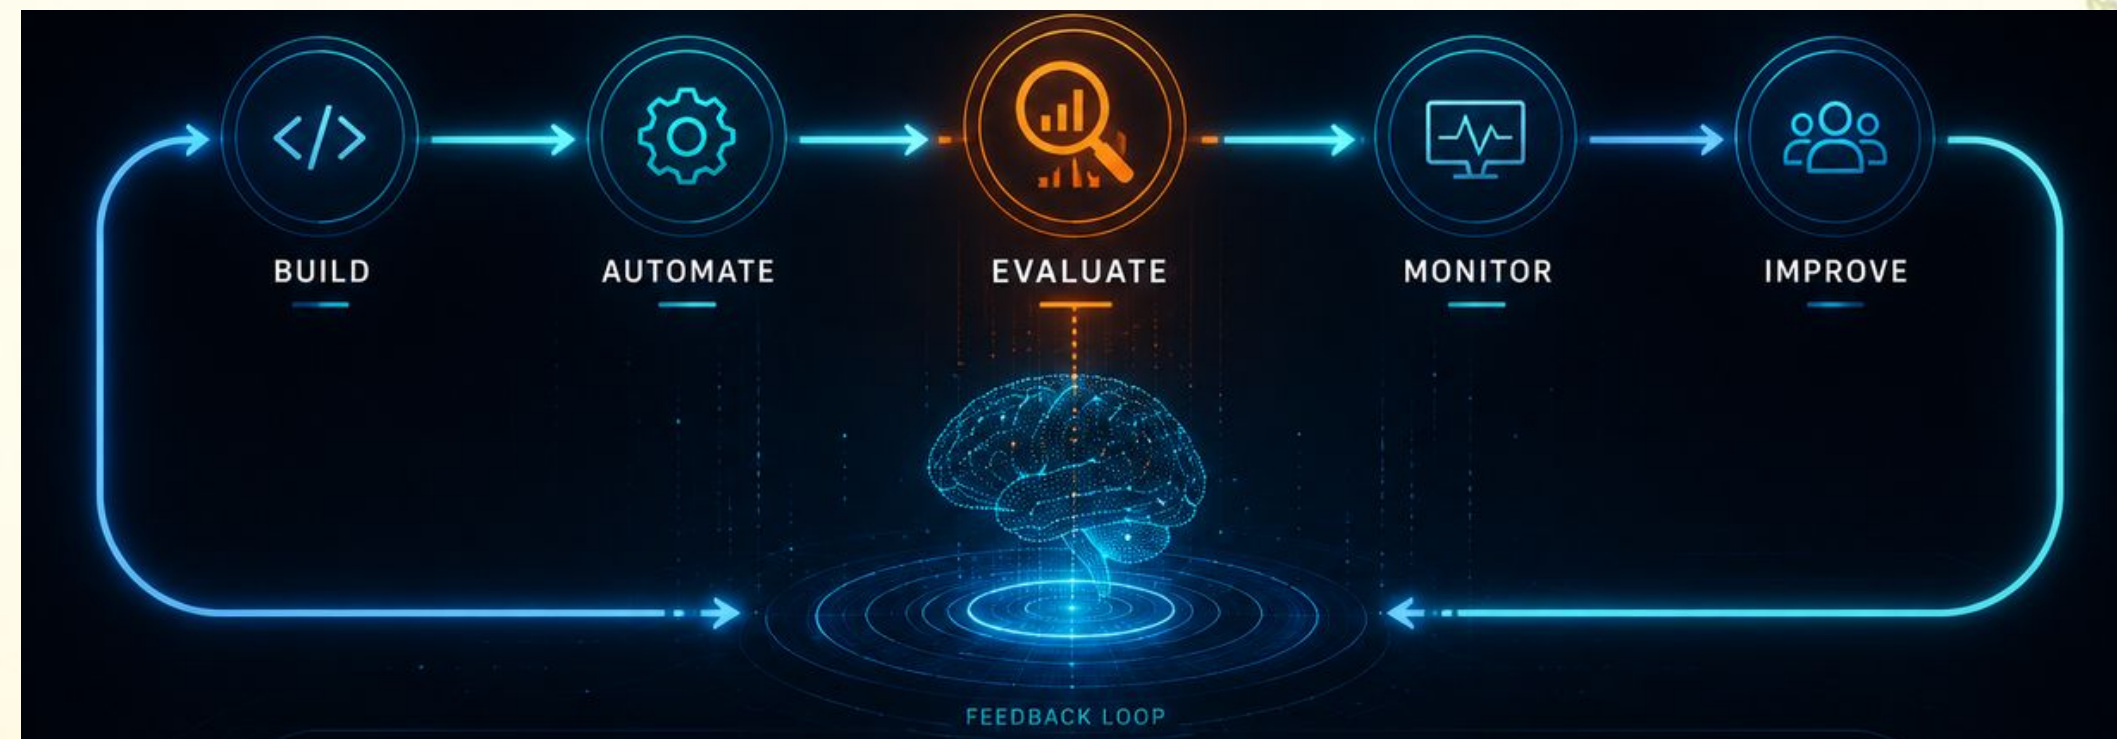 BUILD
AUTOMATE
EVALUATE
MONITOR
IMPROVE
FEEDBACK LOOP